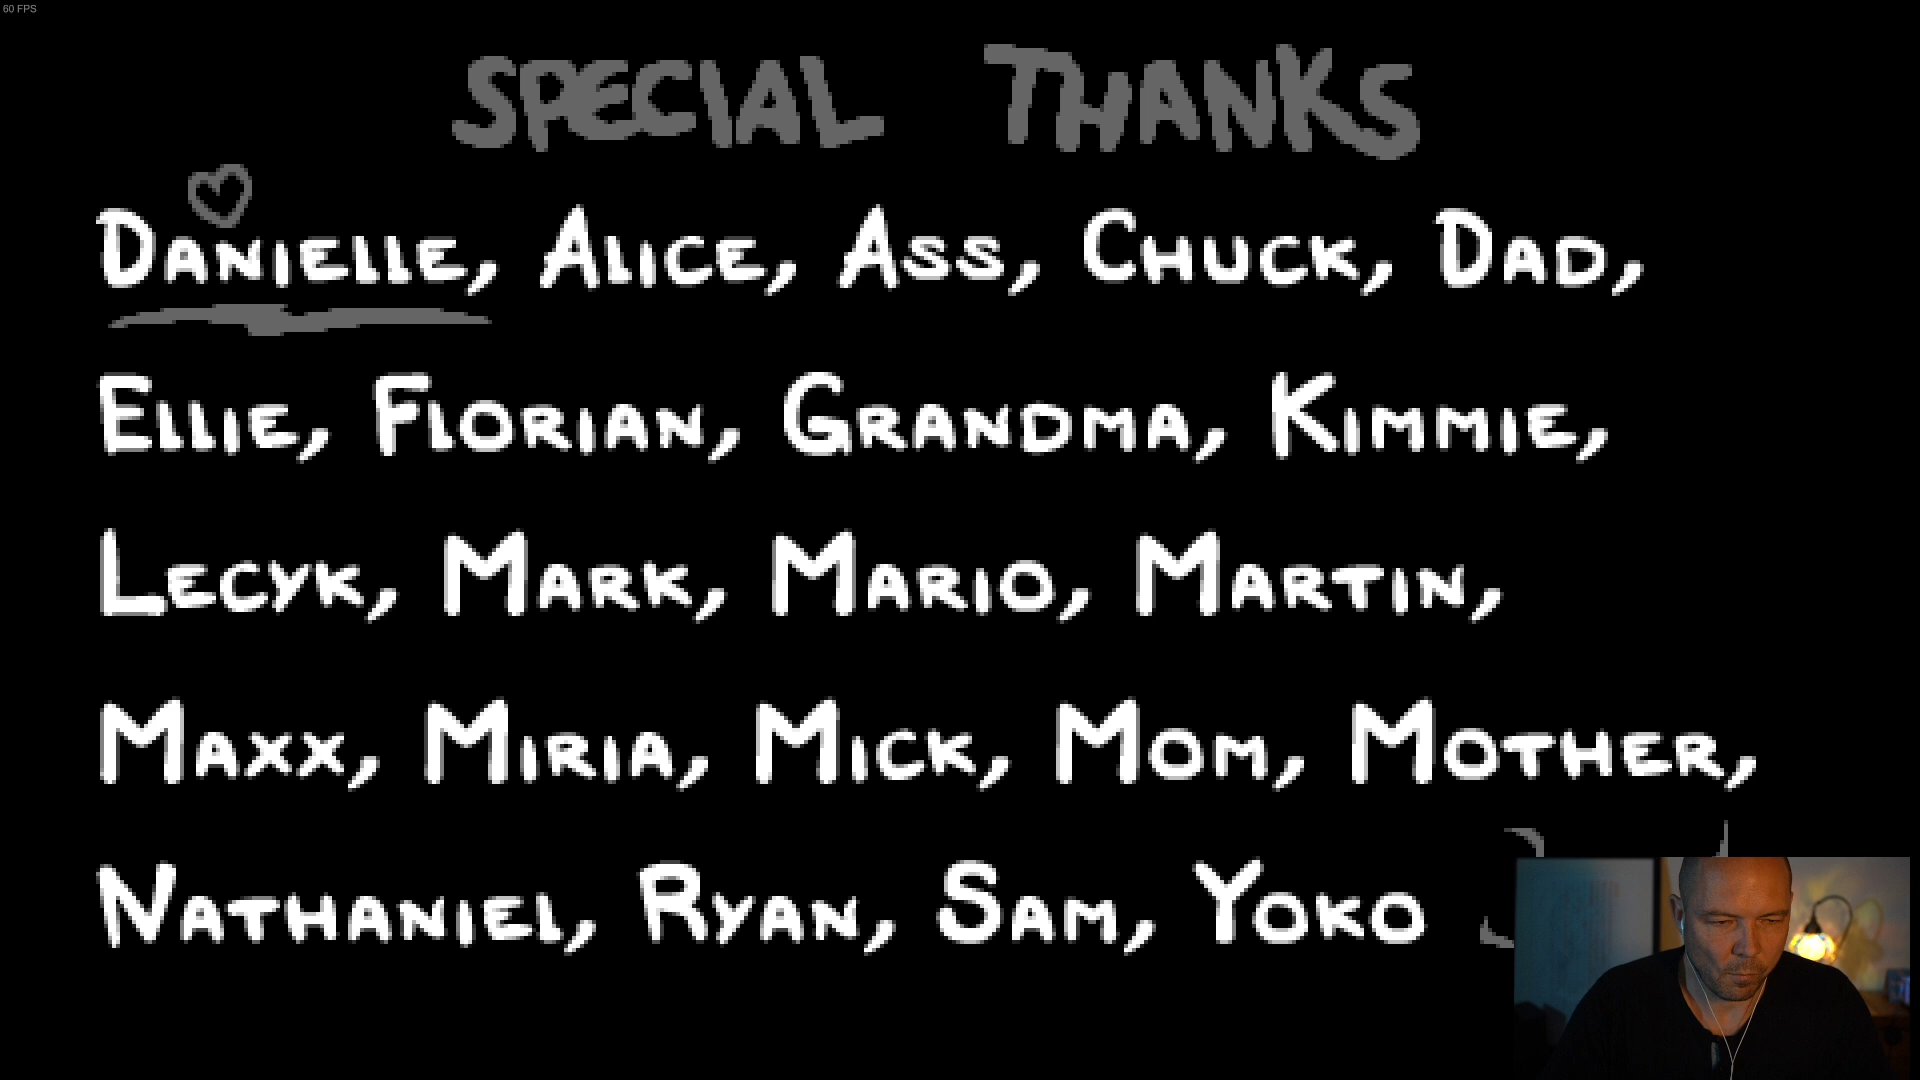 60 FPS
SPECIAL THANKS
DANIELLE, ALICE, ASS, CHUCK, DAD,
ELLIE, FLORIAN, GRANDMA, KIMMIE,
LECYK, MARK, MARIO, MARTIN,
MAXX, MIRIA, MICK, MOM, MOTHER,
NATHANIEL, RYAN, SAM, YOKO